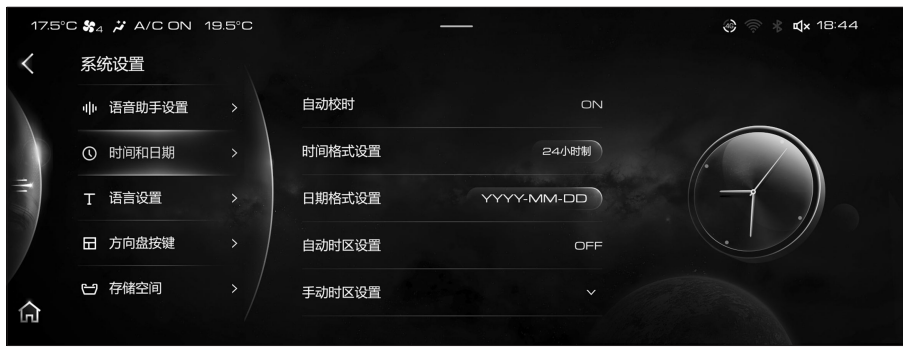 17.5°C 4 A/C ON 19.5°C 4G 18:44
系统设置
语音助手设置
时间和日期
语言设置
方向盘按键
存储空间
自动校时 ON
时间格式设置 24小时制
日期格式设置 YYYY-MM-DD
自动时区设置 OFF
手动时区设置